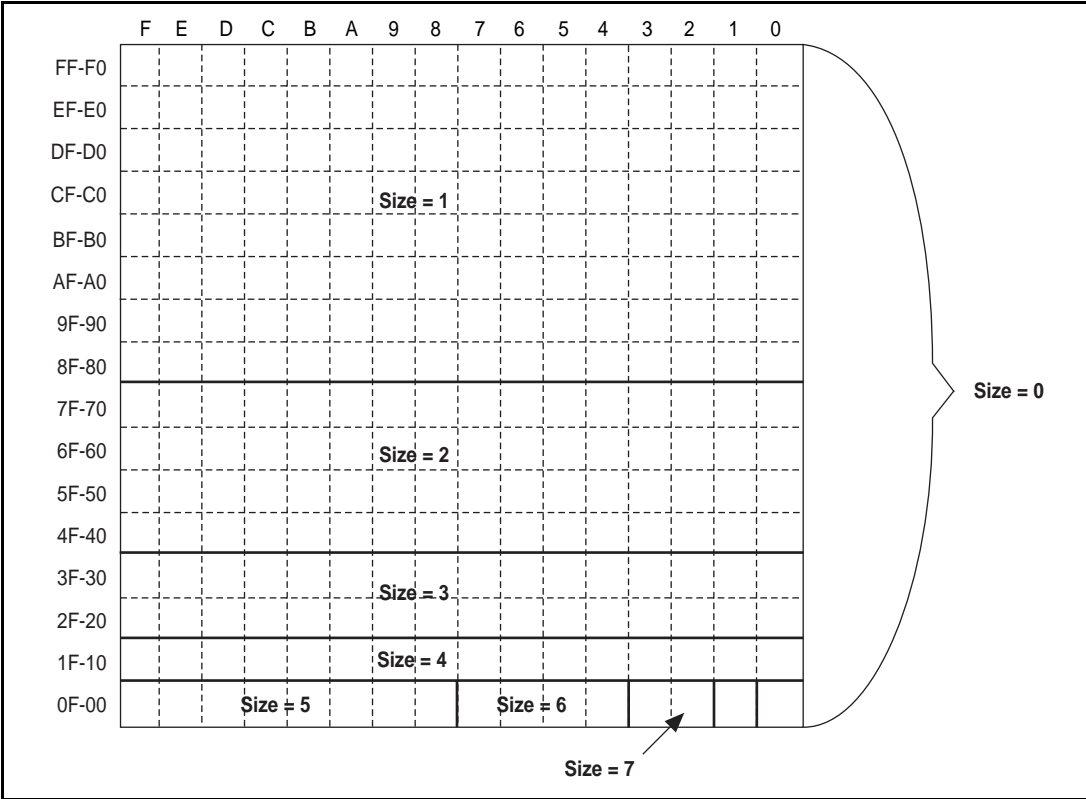 F E D C B A 9 8 7 6 5 4 3 2 1 0
FF-F0
EF-E0
DF-D0
CF-C0
Size = 1
BF-B0
AF-A0
9F-90
8F-80
Size = 0
7F-70
6F-60
Size = 2
5F-50
4F-40
3F-30
Size = 3
2F-20
1F-10
Size = 4
0F-00
Size = 5
Size = 6
Size = 7